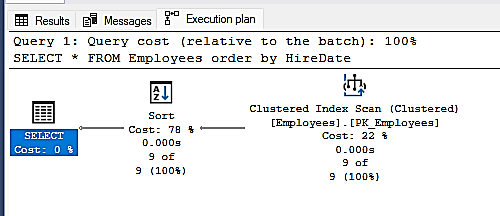 Results Messages Execution plan
Query 1: Query cost (relative to the batch): 100%
SELECT * FROM Employees order by HireDate
SELECT
Cost: 0 %
Sort
Cost: 78 %
0.000s
9 of
9 (100%)
Clustered Index Scan (Clustered)
[Employees].[PK_Employees]
Cost: 22 %
0.000s
9 of
9 (100%)